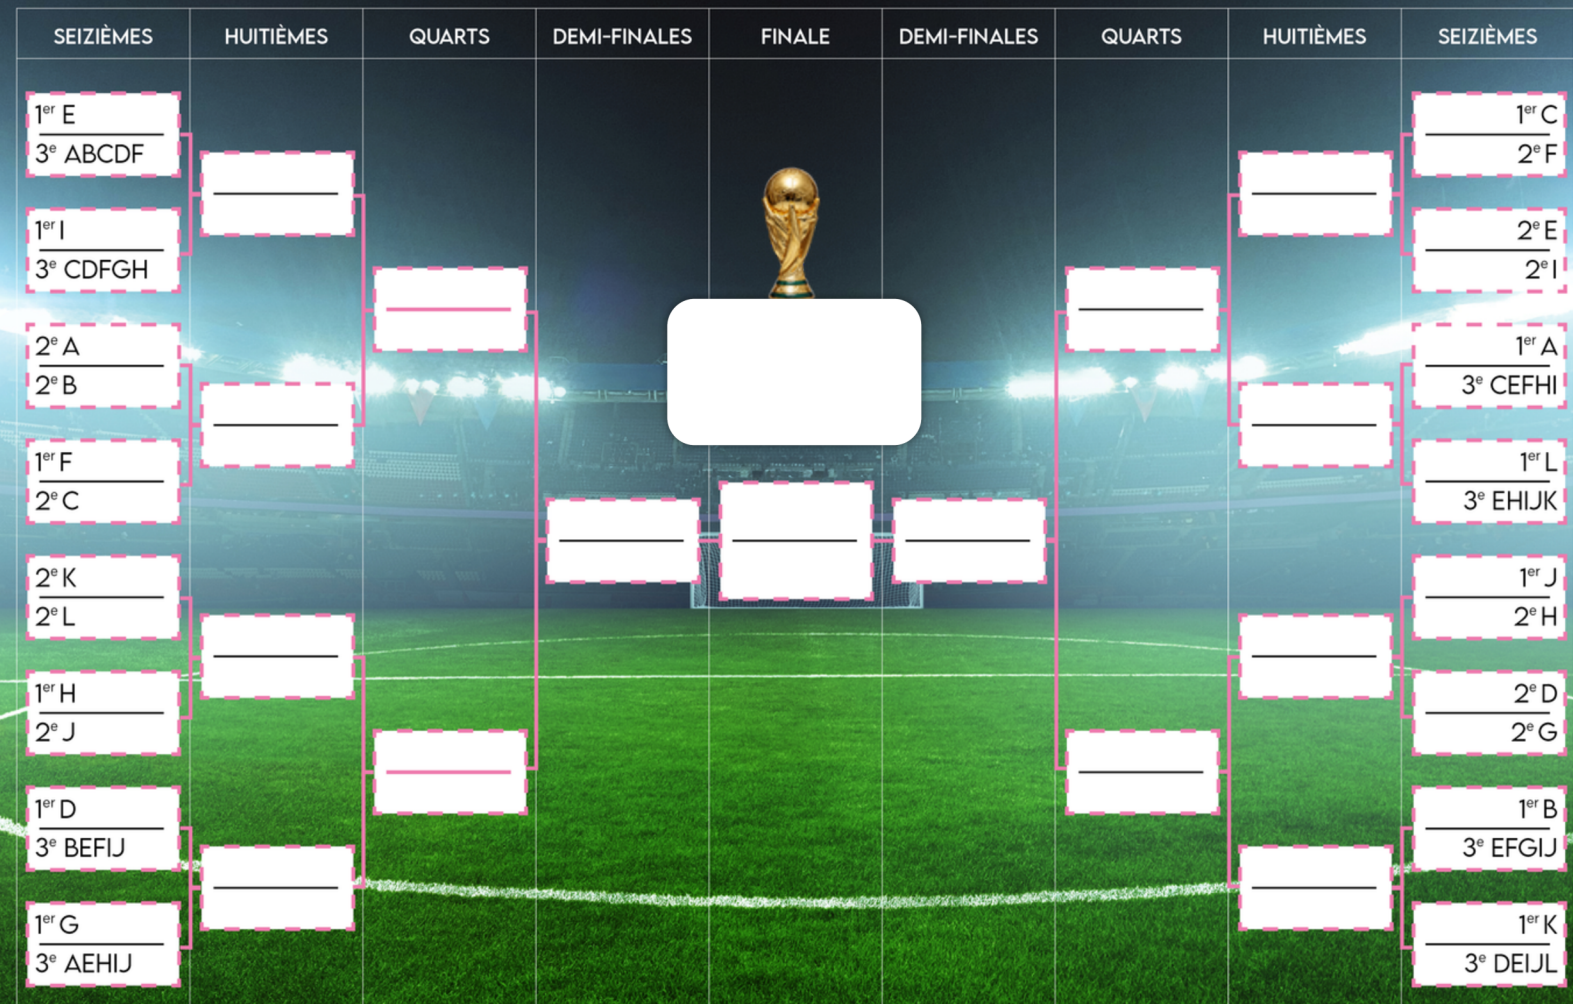 SEIZIÈMES
HUITIÈMES
QUARTS
DEMI-FINALES
FINALE
DEMI-FINALES
QUARTS
HUITIÈMES
SEIZIÈMES
1er E
3e ABCDF
1er I
3e CDFGH
2e A
2e B
1er F
2e C
2e K
2e L
1er H
2e J
1er D
3e BEFIJ
1er G
3e AEHIJ
1er C
2e F
2e E
2e I
1er A
3e CEFHI
1er L
3e EHIJK
1er J
2e H
2e D
2e G
1er B
3e EFGIJ
1er K
3e DEIJL